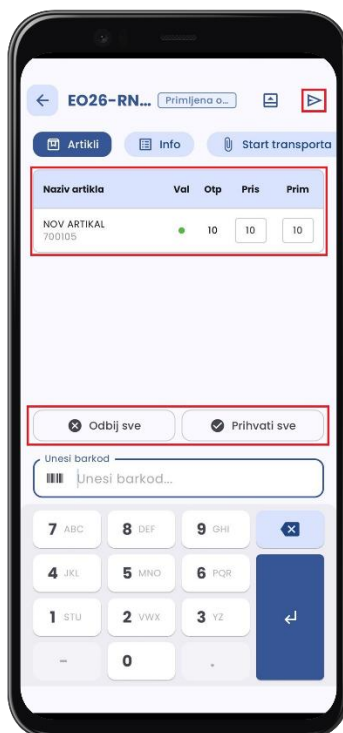 EO26-RN... Primljena o...
Artikli Info Start transporta
Naziv artikla Val Otp Pris Prim
NOV ARTIKAL 10 10 10
700105
Odbij sve Prihvati sve
Unesi barkod
Unesi barkod...
7 ABC 8 DEF 9 GHI
4 JKL 5 MNO 6 PQR
1 STU 2 VWX 3 YZ
- 0 .